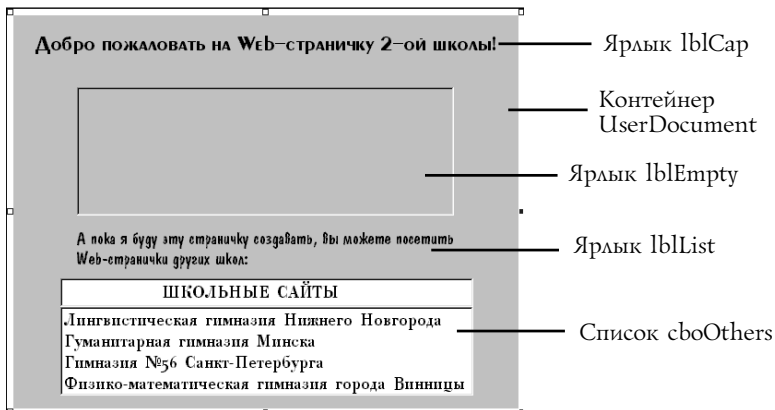 Добро пожаловать на Web-страничку 2-ой школы!
Ярлык lblCap
Контейнер
UserDocument
Ярлык lblEmpty
А пока я буду эту страничку создавать, вы можете посетить
Web-странички других школ:
Ярлык lblList
ШКОЛЬНЫЕ САЙТЫ
Лингвистическая гимназия Нижнего Новгорода
Гуманитарная гимназия Минска
Гимназия №56 Санкт-Петербурга
Физико-математическая гимназия города Винницы
Список cboOthers